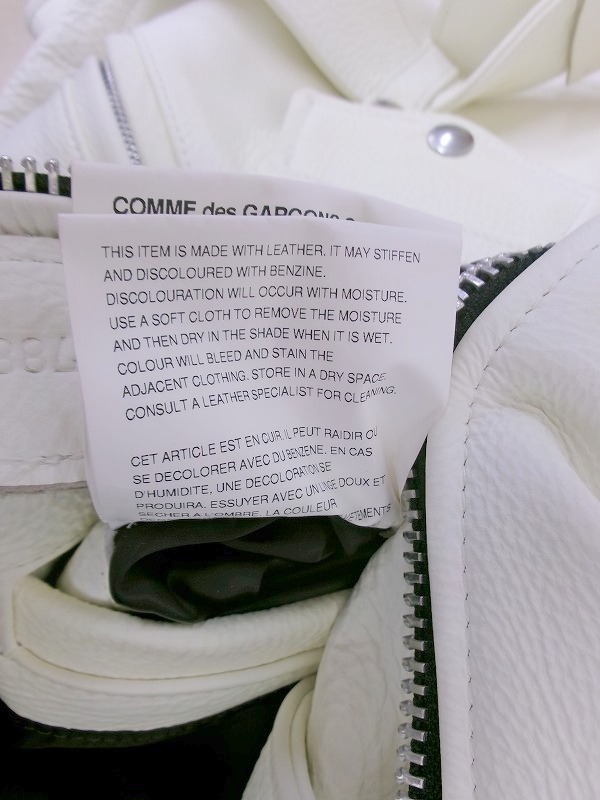 COMME des GARCONS
THIS ITEM IS MADE WITH LEATHER. IT MAY STIFFEN
AND DISCOLOURED WITH BENZINE.
DISCOLOURATION WILL OCCUR WITH MOISTURE.
USE A SOFT CLOTH TO REMOVE THE MOISTURE
AND THEN DRY IN THE SHADE WHEN IT IS WET.
COLOUR WILL BLEED AND STAIN THE
ADJACENT CLOTHING. STORE IN A DRY SPACE.
CONSULT A LEATHER SPECIALIST FOR CLEANING.
CET ARTICLE EST EN CUIR. IL PEUT RAIDIR OU
SE DECOLORER AVEC DU BENZENE. EN CAS
D'HUMIDITE, UNE DECOLORATION SE
PRODUIRA. ESSUYER AVEC UN LINGE DOUX ET
SECHER A L'OMBRE. LA COULEUR
VETEMENTS